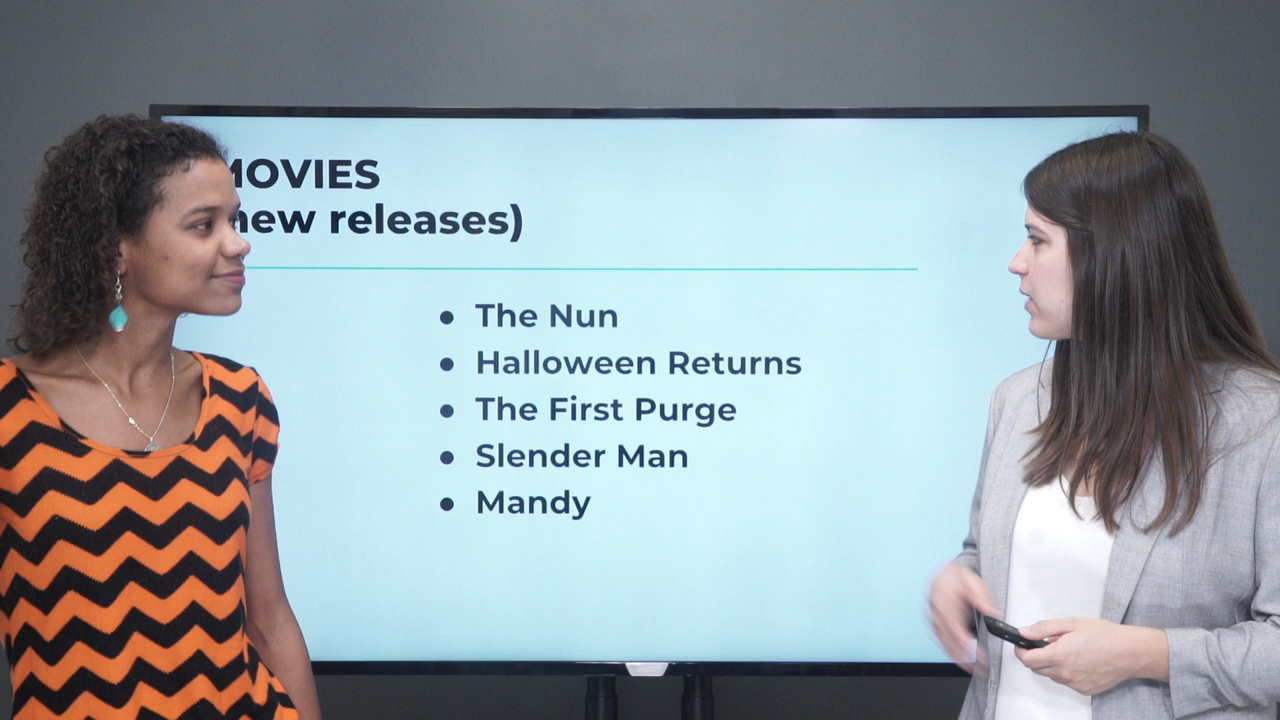 MOVIES
new releases)
• The Nun
• Halloween Returns
• The First Purge
• Slender Man
• Mandy